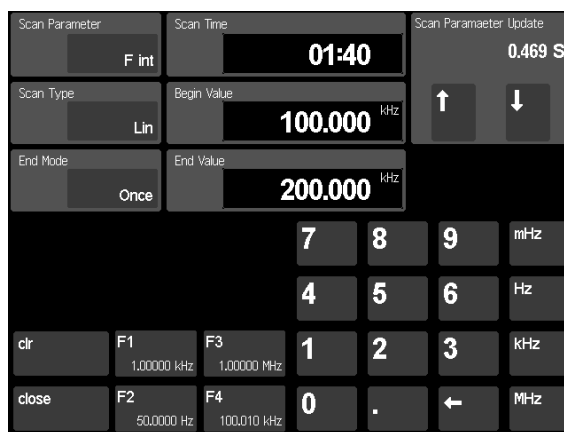 Scan Parameter
F int
Scan Time
01:40
Scan Paramaeter Update
0.469 S
Scan Type
Lin
Begin Value
100.000 kHz
End Mode
Once
End Value
200.000 kHz
7 8 9 mHz
4 5 6 Hz
clr
F1
1.00000 kHz
F3
1.00000 MHz
1 2 3 kHz
close
F2
50.0000 Hz
F4
100.010 kHz
0 . ← MHz